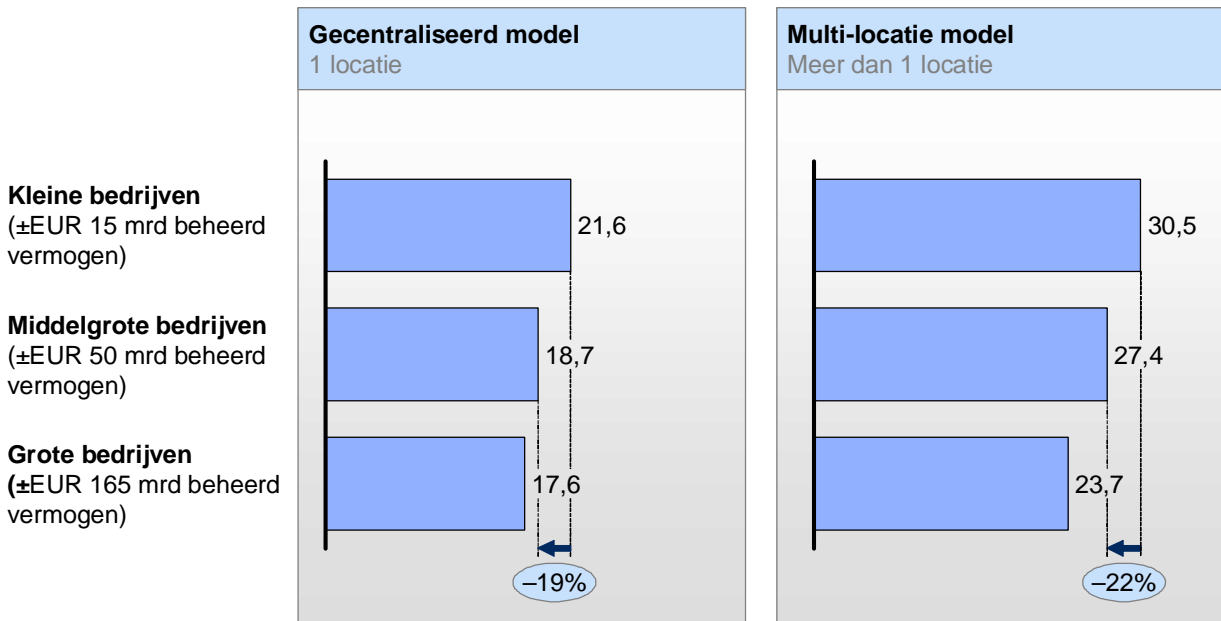 Gecentraliseerd model
1 locatie
Multi-locatie model
Meer dan 1 locatie
Kleine bedrijven
(±EUR 15 mrd beheerd
vermogen)
21,6
30,5
Middelgrote bedrijven
(±EUR 50 mrd beheerd
vermogen)
18,7
27,4
Grote bedrijven
(±EUR 165 mrd beheerd
vermogen)
17,6
23,7
–19%
–22%